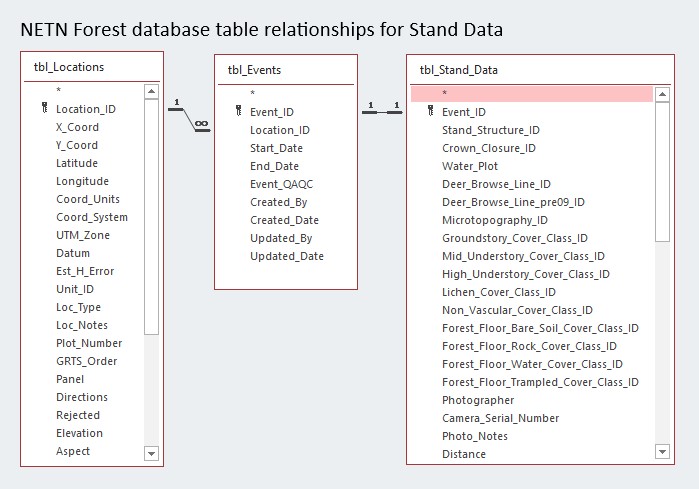 NETN Forest database table relationships for Stand Data
tbl_Locations
*
Location_ID
X_Coord
Y_Coord
Latitude
Longitude
Coord_Units
Coord_System
UTM_Zone
Datum
Est_H_Error
Unit_ID
Loc_Type
Loc_Notes
Plot_Number
GRTS_Order
Panel
Directions
Rejected
Elevation
Aspect
1
∞
tbl_Events
*
Event_ID
Location_ID
Start_Date
End_Date
Event_QAQC
Created_By
Created_Date
Updated_By
Updated_Date
1
1
tbl_Stand_Data
*
Event_ID
Stand_Structure_ID
Crown_Closure_ID
Water_Plot
Deer_Browse_Line_ID
Deer_Browse_Line_pre09_ID
Microtopography_ID
Groundstory_Cover_Class_ID
Mid_Understory_Cover_Class_ID
High_Understory_Cover_Class_ID
Lichen_Cover_Class_ID
Non_Vascular_Cover_Class_ID
Forest_Floor_Bare_Soil_Cover_Class_ID
Forest_Floor_Rock_Cover_Class_ID
Forest_Floor_Water_Cover_Class_ID
Forest_Floor_Trampled_Cover_Class_ID
Photographer
Camera_Serial_Number
Photo_Notes
Distance